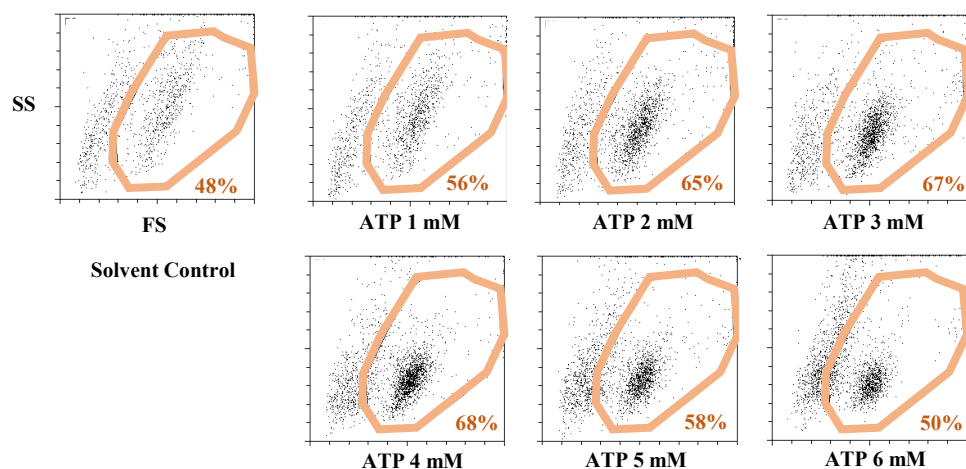 SS
48%
56%
65%
67%
FS
ATP 1 mM
ATP 2 mM
ATP 3 mM
Solvent Control
68%
58%
50%
ATP 4 mM
ATP 5 mM
ATP 6 mM